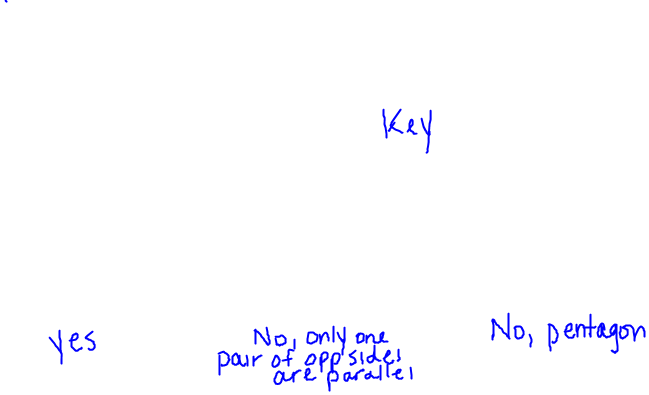 Key
yes
No, only one
pair of opp sides
are parallel
No, pentagon